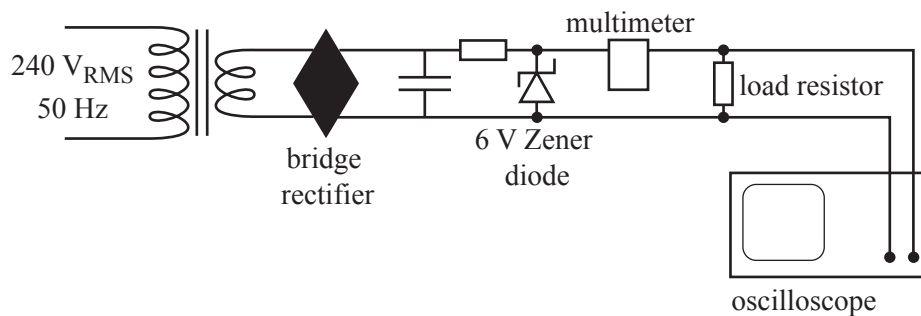 multimeter
240 V_RMS
50 Hz
load resistor
6 V Zener
diode
bridge
rectifier
oscilloscope